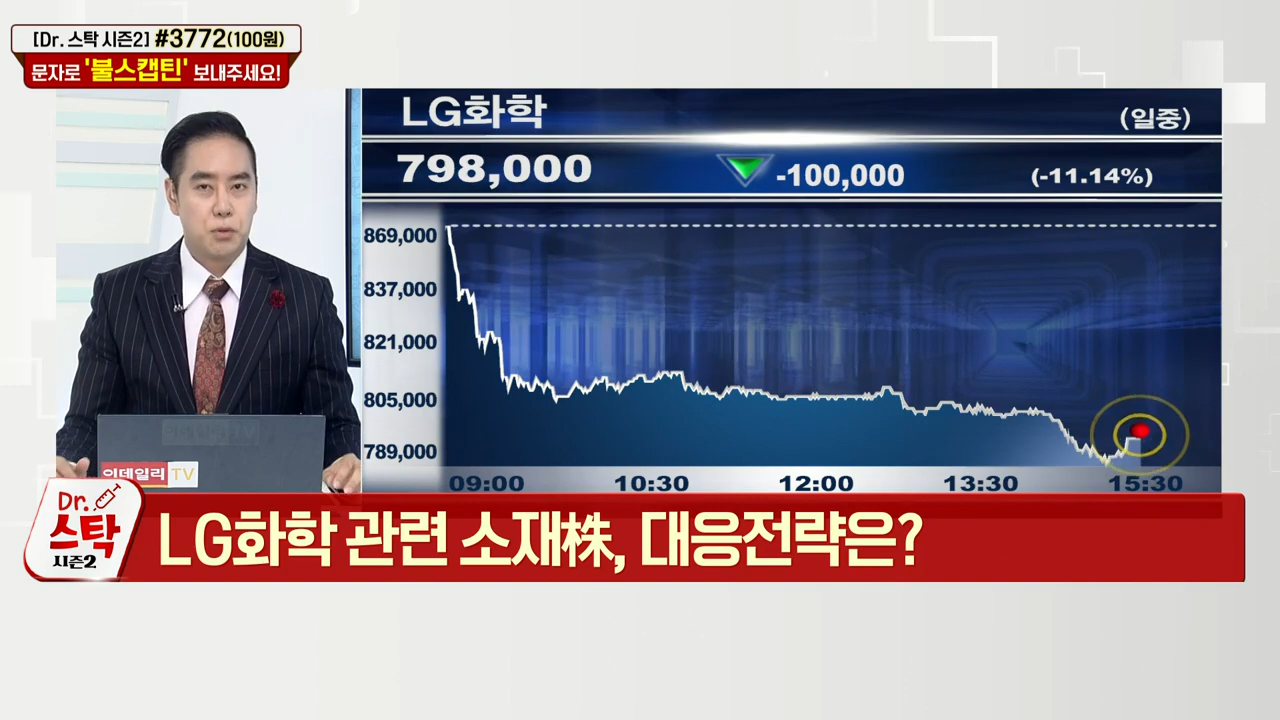 [Dr. 스탁 시즌2] #3772(100원)
문자로 '불스캡틴' 보내주세요!
LG화학
(일중)
798,000 -100,000 (-11.14%)
869,000
837,000
821,000
805,000
789,000
09:00 10:30 12:00 13:30 15:30
이데일리 TV
Dr.
스탁
시즌2
LG화학 관련 소재株, 대응전략은?